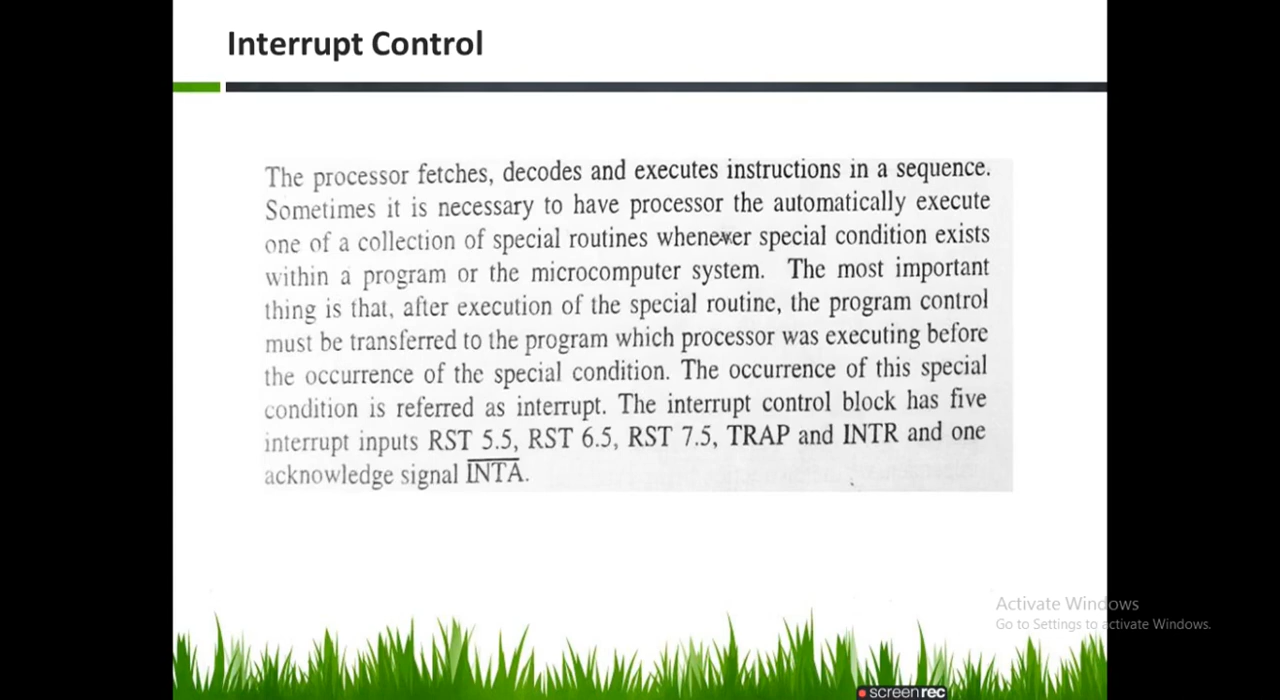 Interrupt Control
The processor fetches, decodes and executes instructions in a sequence.
Sometimes it is necessary to have processor the automatically execute
one of a collection of special routines whenever special condition exists
within a program or the microcomputer system. The most important
thing is that, after execution of the special routine, the program control
must be transferred to the program which processor was executing before
the occurrence of the special condition. The occurrence of this special
condition is referred as interrupt. The interrupt control block has five
interrupt inputs RST 5.5, RST 6.5, RST 7.5, TRAP and INTR and one
acknowledge signal I̅N̅T̅A̅.
Activate Windows
Go to Settings to activate Windows.
screenrec